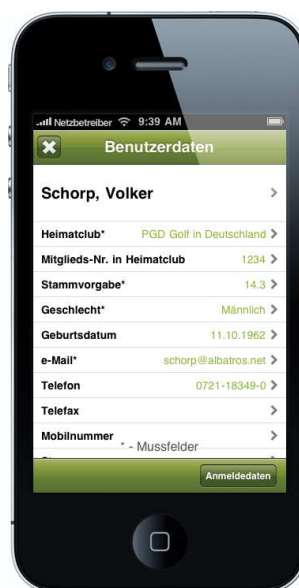 Netzbetreiber 9:39 AM
Benutzerdaten
Schorp, Volker
Heimatclub* PGD Golf in Deutschland
Mitglieds-Nr. in Heimatclub 1234
Stammvorgabe* 14.3
Geschlecht* Männlich
Geburtsdatum 11.10.1962
e-Mail* schorp@albatros.net
Telefon 0721-18349-0
Telefax
Mobilnummer
* - Mussfelder
Anmeldedaten